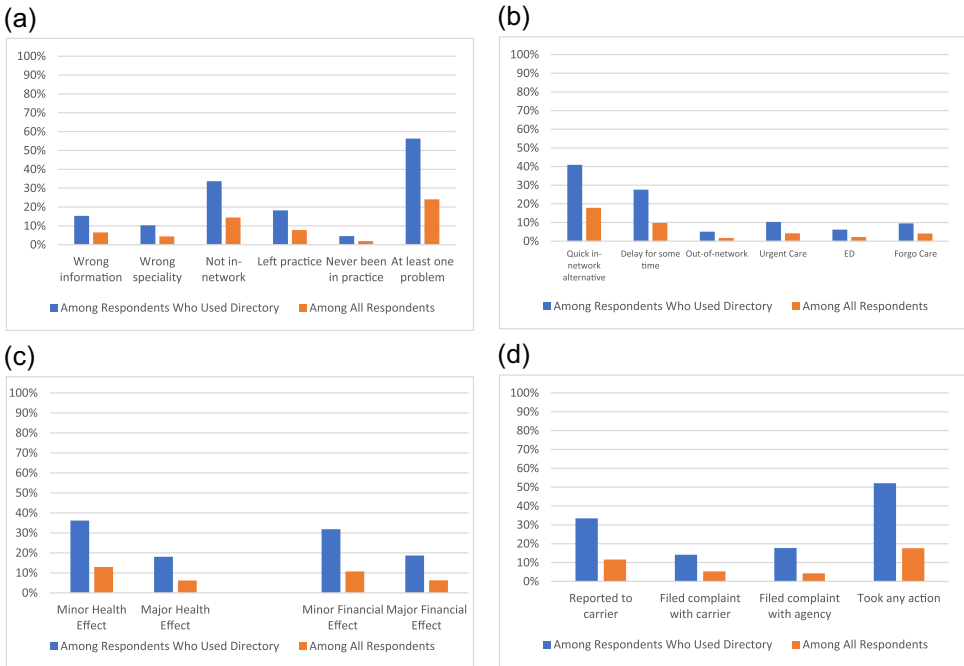 (a)
100%
90%
80%
70%
60%
50%
40%
30%
20%
10%
0%
Wrong information
Wrong speciality
Not in-network
Left practice
Never been in practice
At least one problem
Among Respondents Who Used Directory
Among All Respondents
(b)
100%
90%
80%
70%
60%
50%
40%
30%
20%
10%
0%
Quick in-network alternative
Delay for some time
Out-of-network
Urgent Care
ED
Forgo Care
Among Respondents Who Used Directory
Among All Respondents
(c)
100%
90%
80%
70%
60%
50%
40%
30%
20%
10%
0%
Minor Health Effect
Major Health Effect
Minor Financial Effect
Major Financial Effect
Among Respondents Who Used Directory
Among All Respondents
(d)
100%
90%
80%
70%
60%
50%
40%
30%
20%
10%
0%
Reported to carrier
Filed complaint with carrier
Filed complaint with agency
Took any action
Among Respondents Who Used Directory
Among All Respondents